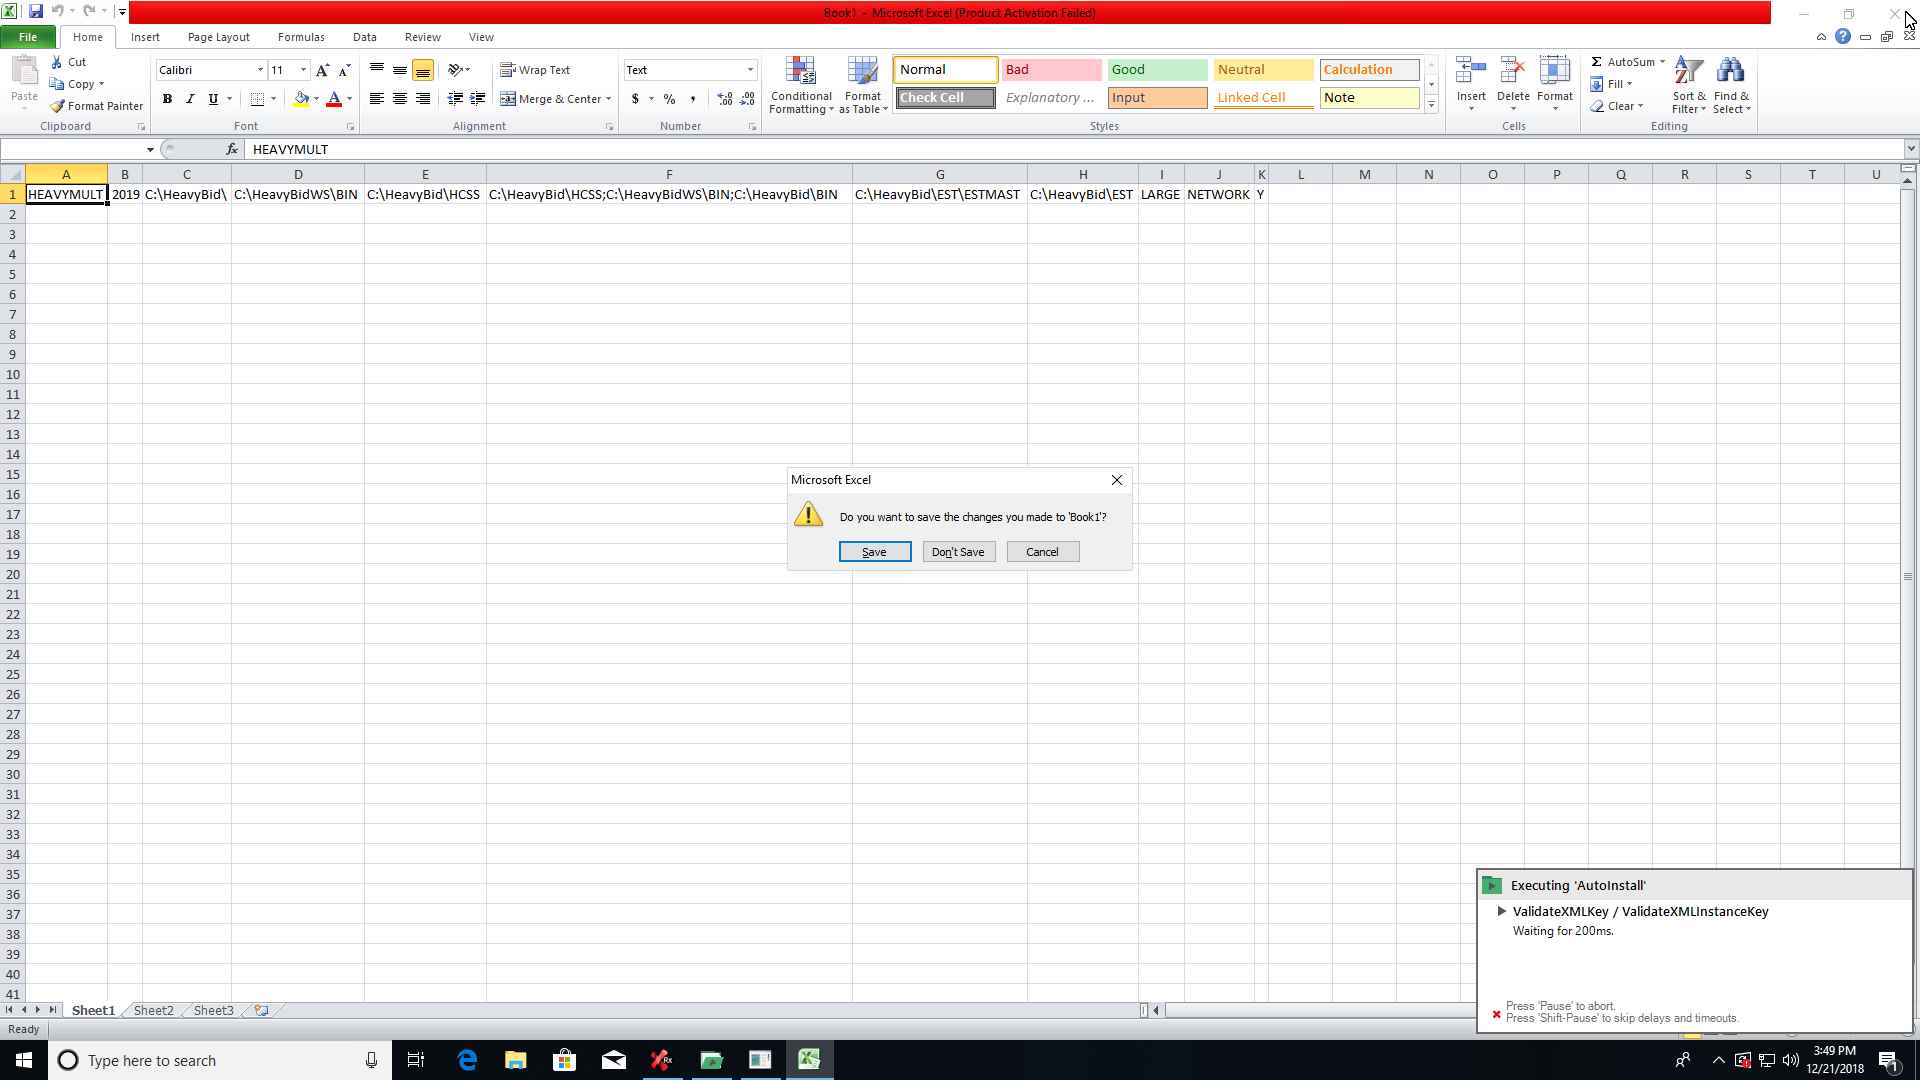 Book1 - Microsoft Excel (Product Activation Failed)
File Home Insert Page Layout Formulas Data Review View
Paste
Cut
Copy
Format Painter
Clipboard
Calibri 11
B I U
Font
Wrap Text
Merge & Center
Alignment
Text
$ % ,
Number
Conditional Formatting
Format as Table
Normal Bad Good Neutral Calculation
Check Cell Explanatory ... Input Linked Cell Note
Styles
Insert Delete Format
Cells
Σ AutoSum
Fill
Clear
Sort & Filter
Find & Select
Editing
fx HEAVYMULT
A B C D E F G H I J K L M N O P Q R S T U
1 HEAVYMULT 2019 C:\HeavyBid\ C:\HeavyBidWS\BIN C:\HeavyBid\HCSS C:\HeavyBid\HCSS;C:\HeavyBidWS\BIN;C:\HeavyBid\BIN C:\HeavyBid\EST\ESTMAST C:\HeavyBid\EST LARGE NETWORK Y
2
3
4
5
6
7
8
9
10
11
12
13
14
15
16
17
18
19
20
21
22
23
24
25
26
27
28
29
30
31
32
33
34
35
36
37
38
39
40
41
Microsoft Excel
Do you want to save the changes you made to 'Book1'?
Save Don't Save Cancel
Executing 'AutoInstall'
ValidateXMLKey / ValidateXMLInstanceKey
Waiting for 200ms.
Press 'Pause' to abort.
Press 'Shift-Pause' to skip delays and timeouts.
Sheet1 Sheet2 Sheet3
Ready
Type here to search
Rx
3:49 PM
12/21/2018
1